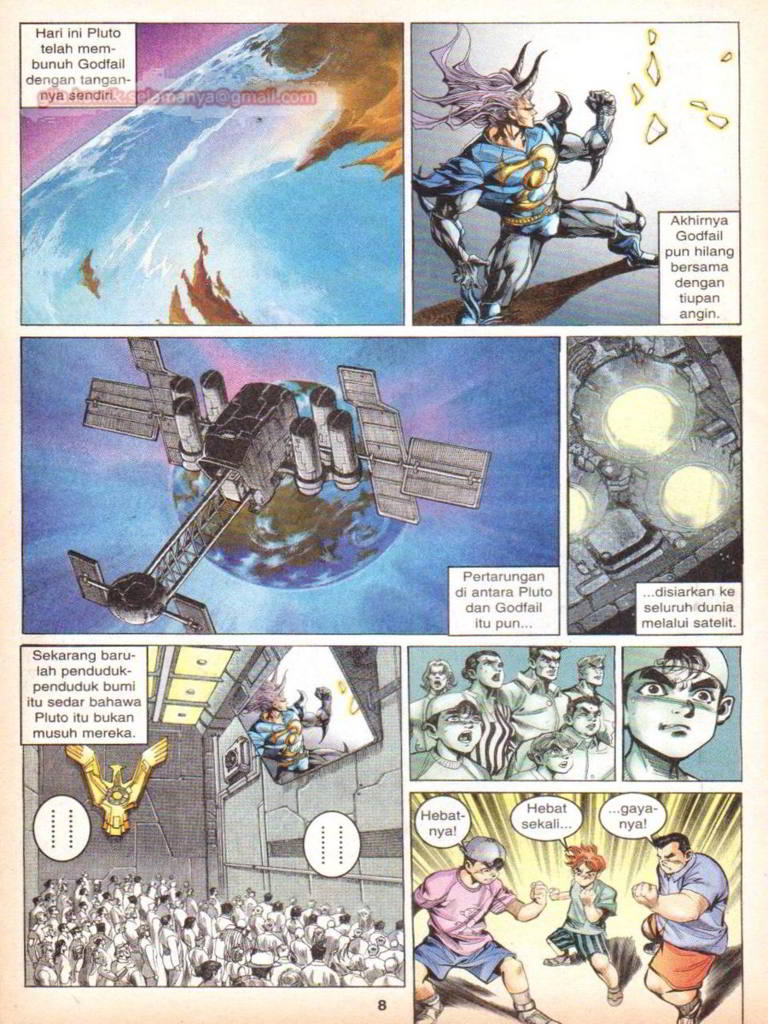 Hari ini Pluto
telah mem-
bunuh Godfail
dengan tangan-
nya sendiri.
Akhirnya
Godfail
pun hilang
bersama
dengan
tiupan
angin.
Pertarungan
di antara Pluto
dan Godfail
itu pun...
...disiarkan ke
seluruh dunia
melalui satelit.
Sekarang baru-
lah penduduk-
penduduk bumi
itu sedar bahawa
Pluto itu bukan
musuh mereka.
Hebat-
nya!
Hebat
sekali...
...gaya-
nya!
8